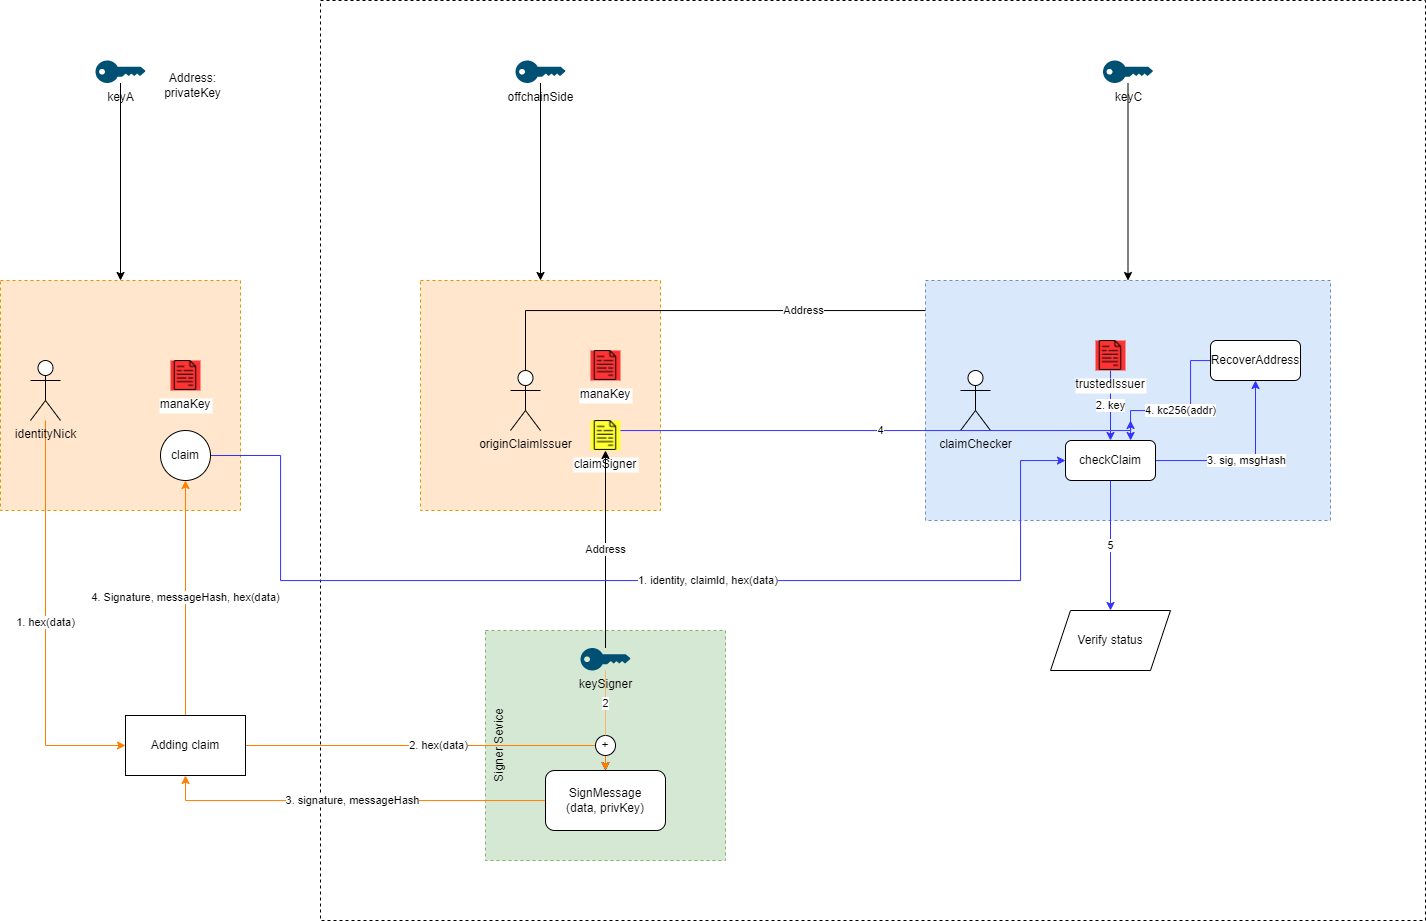 keyA
Address:
privateKey
offchainSide
keyC
Address
identityNick
manaKey
claim
originClaimIssuer
manaKey
claimSigner
4
claimChecker
trustedIssuer
2. key
RecoverAddress
4. kc256(addr)
checkClaim
3. sig, msgHash
Address
5
1. identity, claimId, hex(data)
4. Signature, messageHash, hex(data)
1. hex(data)
Verify status
keySigner
2
Signer Sevice
Adding claim
2. hex(data)
+
SignMessage
(data, privKey)
3. signature, messageHash